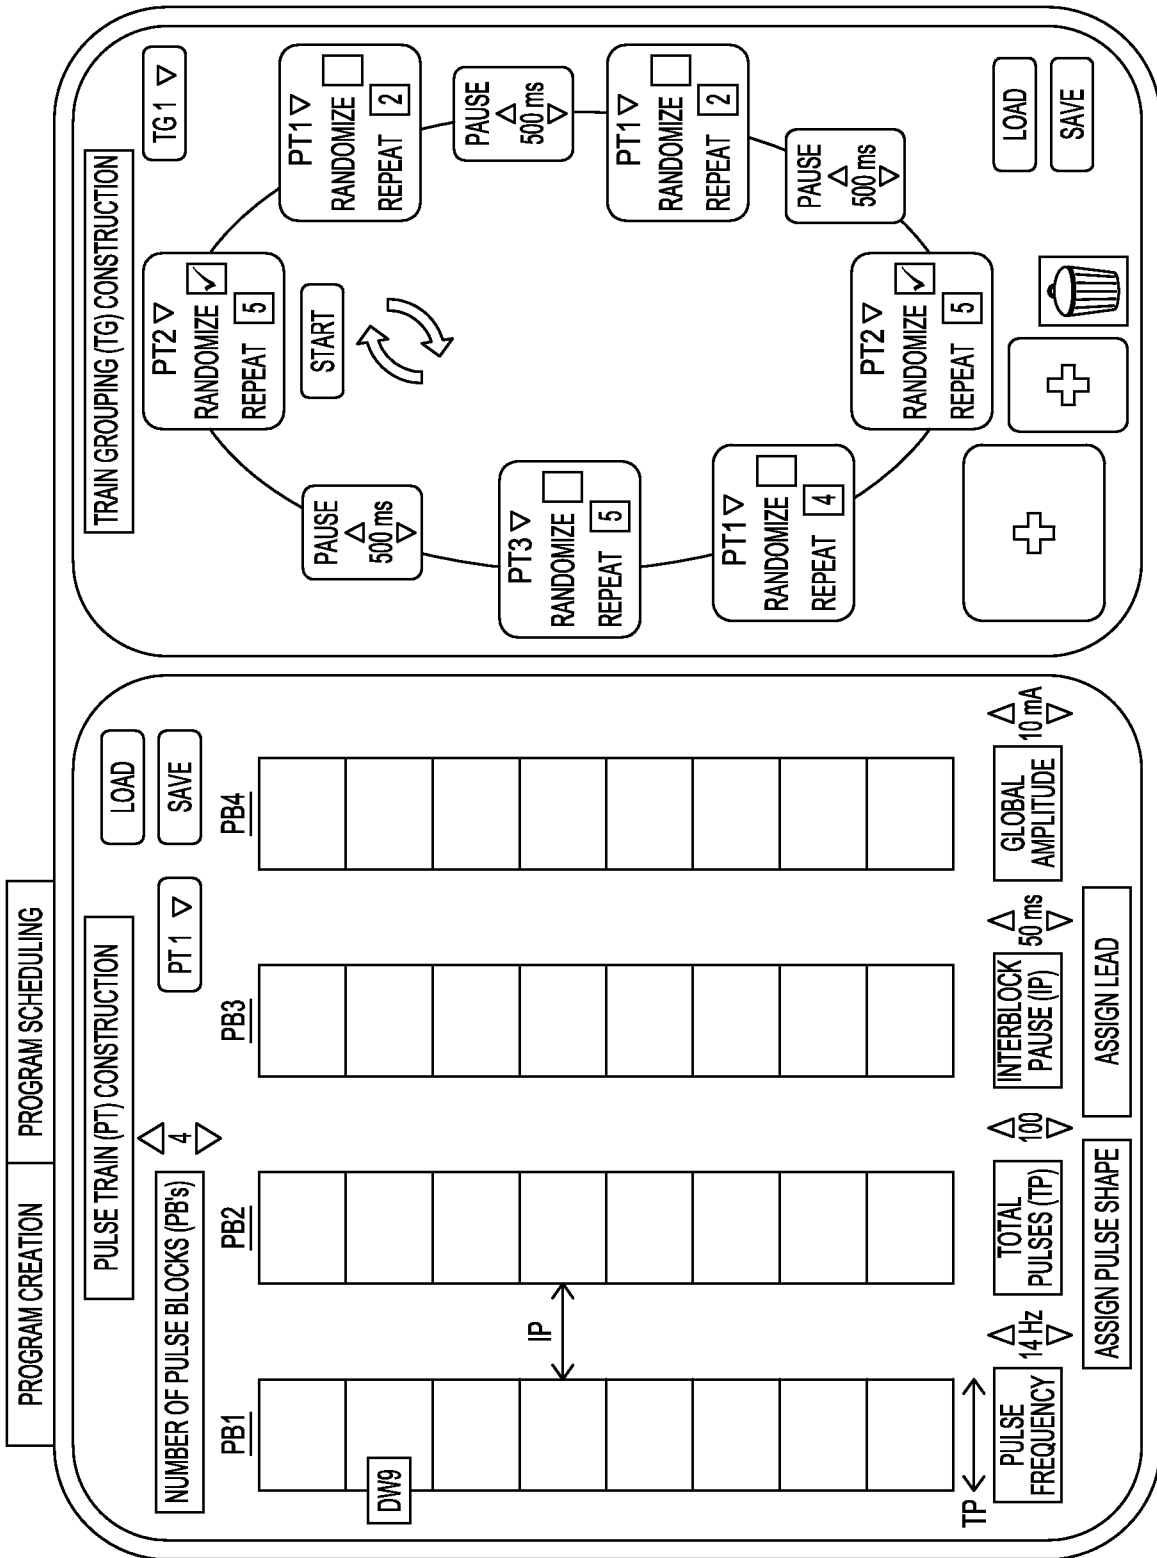 PROGRAM CREATION
PROGRAM SCHEDULING
PULSE TRAIN (PT) CONSTRUCTION
NUMBER OF PULSE BLOCKS (PB's)
4
PT 1
LOAD
SAVE
PB1
PB2
PB3
PB4
DW9
IP
TP
PULSE
FREQUENCY
14 Hz
TOTAL
PULSES (TP)
100
INTERBLOCK
PAUSE (IP)
50 ms
GLOBAL
AMPLITUDE
10 mA
ASSIGN PULSE SHAPE
ASSIGN LEAD
TRAIN GROUPING (TG) CONSTRUCTION
TG 1
PT2
RANDOMIZE
REPEAT 5
START
PT1
RANDOMIZE
REPEAT 2
PAUSE
500 ms
PT1
RANDOMIZE
REPEAT 2
PAUSE
500 ms
PT2
RANDOMIZE
REPEAT 5
PT1
RANDOMIZE
REPEAT 4
PT3
RANDOMIZE
REPEAT 5
PAUSE
500 ms
LOAD
SAVE